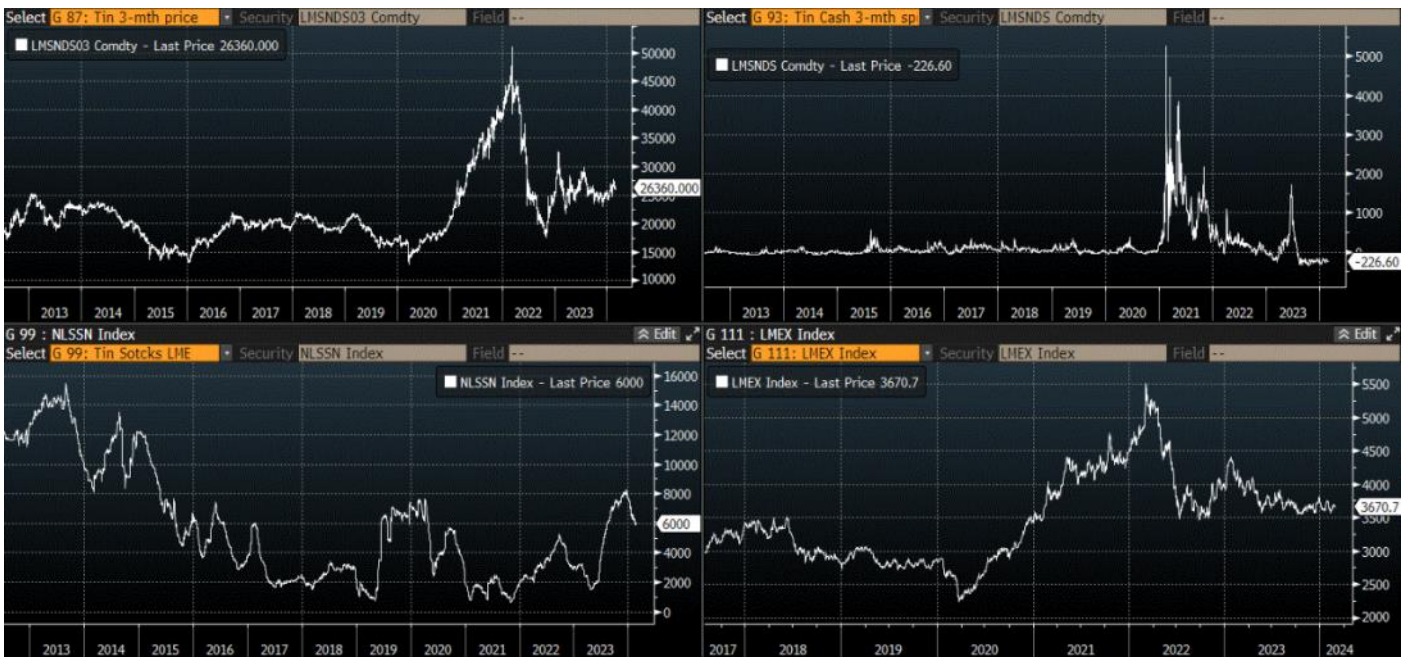 Select G 87: Tin 3-mth price Security LMSNDS03 Comdty Field --
LMSNDS03 Comdty - Last Price 26360.000
50000
45000
40000
35000
30000
25000
26360.000
20000
15000
10000
2013 2014 2015 2016 2017 2018 2019 2020 2021 2022 2023
Select G 93: Tin Cash 3-mth sp Security LMSNDS Comdty Field --
LMSNDS Comdty - Last Price -226.60
5000
4000
3000
2000
1000
0
-226.60
2013 2014 2015 2016 2017 2018 2019 2020 2021 2022 2023
G 99 : NLSSN Index Edit
Select G 99: Tin Sotcks LME Security NLSSN Index Field --
NLSSN Index - Last Price 6000
16000
14000
12000
10000
8000
6000
4000
2000
0
2013 2014 2015 2016 2017 2018 2019 2020 2021 2022 2023
G 111 : LMEX Index Edit
Select G 111: LMEX Index Security LMEX Index Field --
LMEX Index - Last Price 3670.7
5500
5000
4500
4000
3670.7
3500
3000
2500
2000
2017 2018 2019 2020 2021 2022 2023 2024